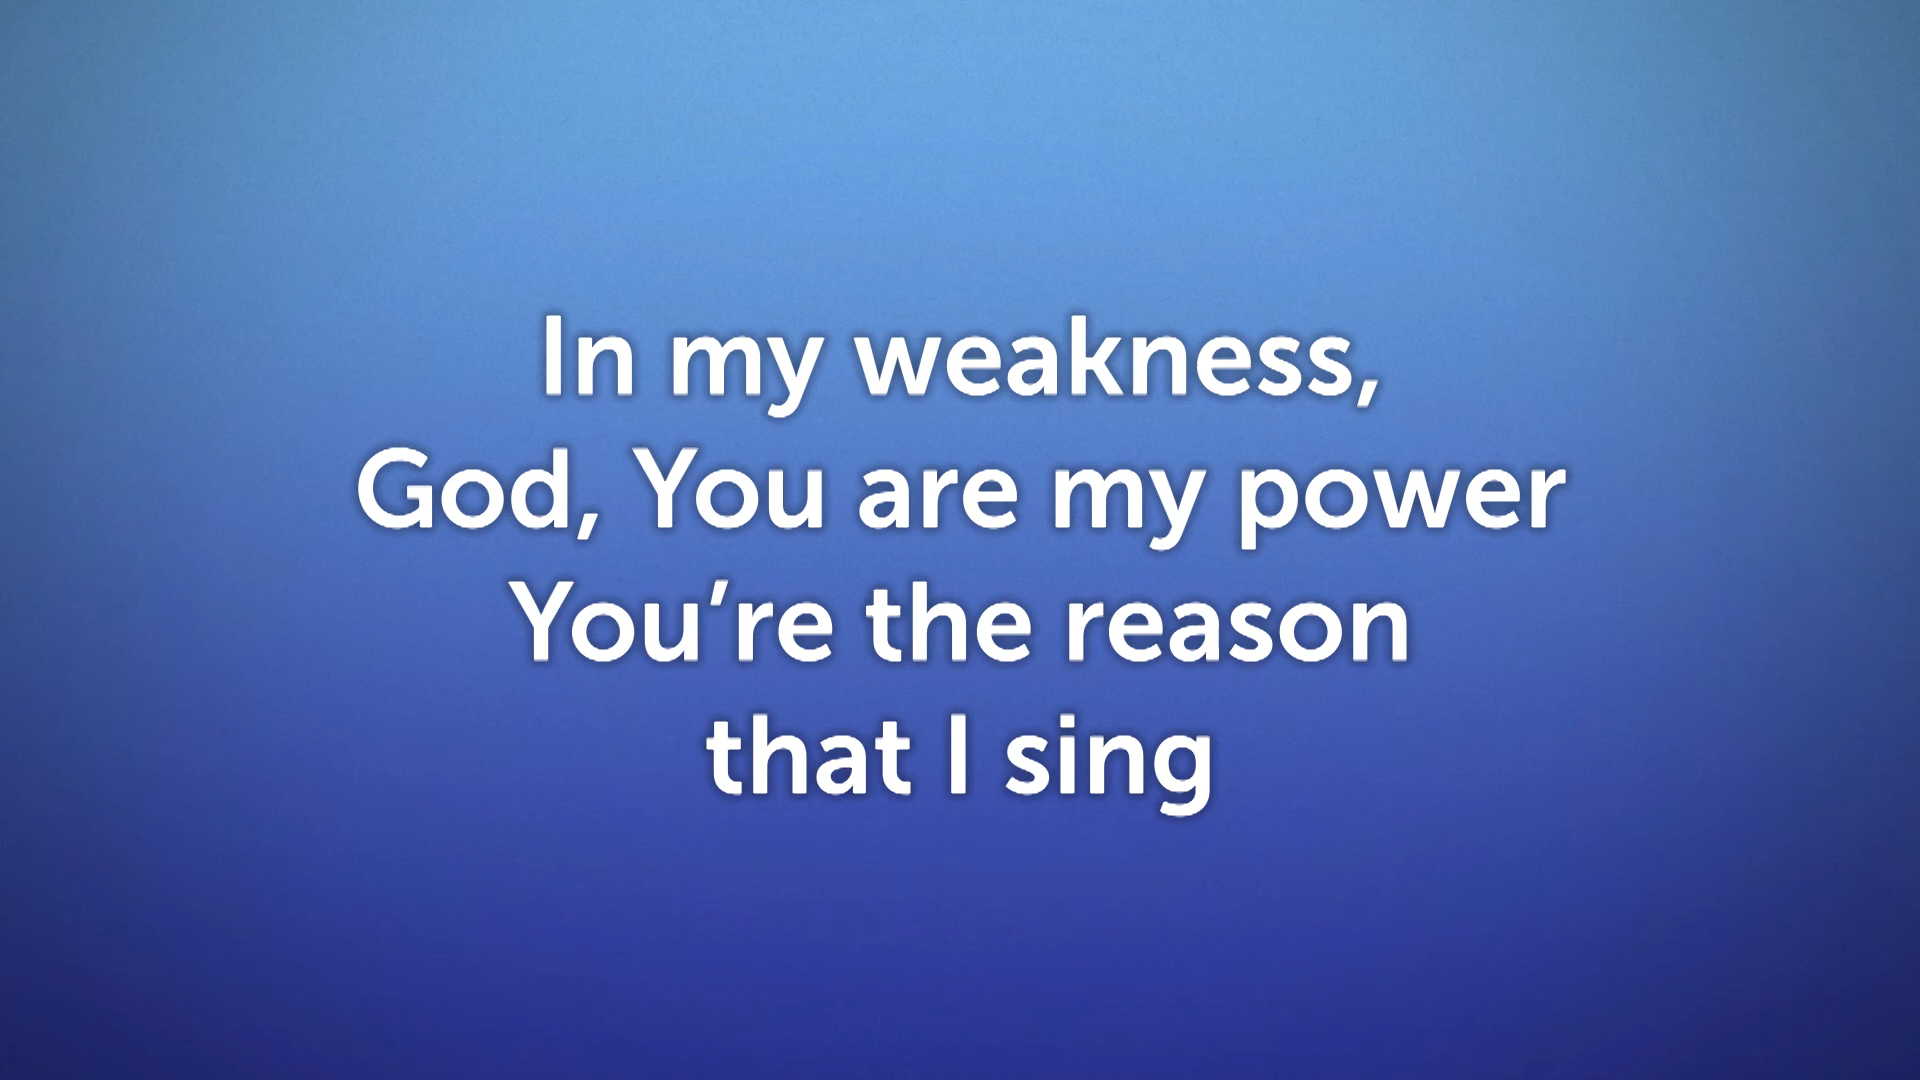 In my weakness,
God, You are my power
You’re the reason
that I sing